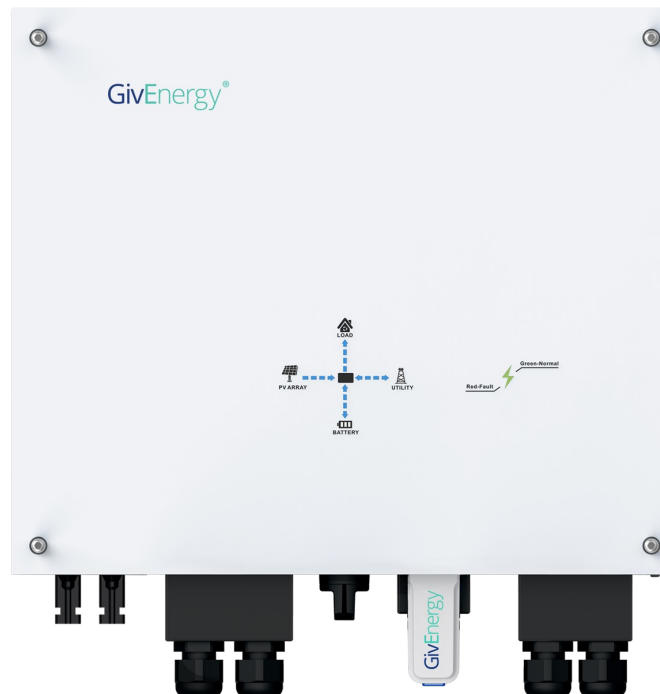 GivEnergy®
LOAD
PV ARRAY
UTILITY
BATTERY
Green-Normal
Red-Fault
GivEnergy